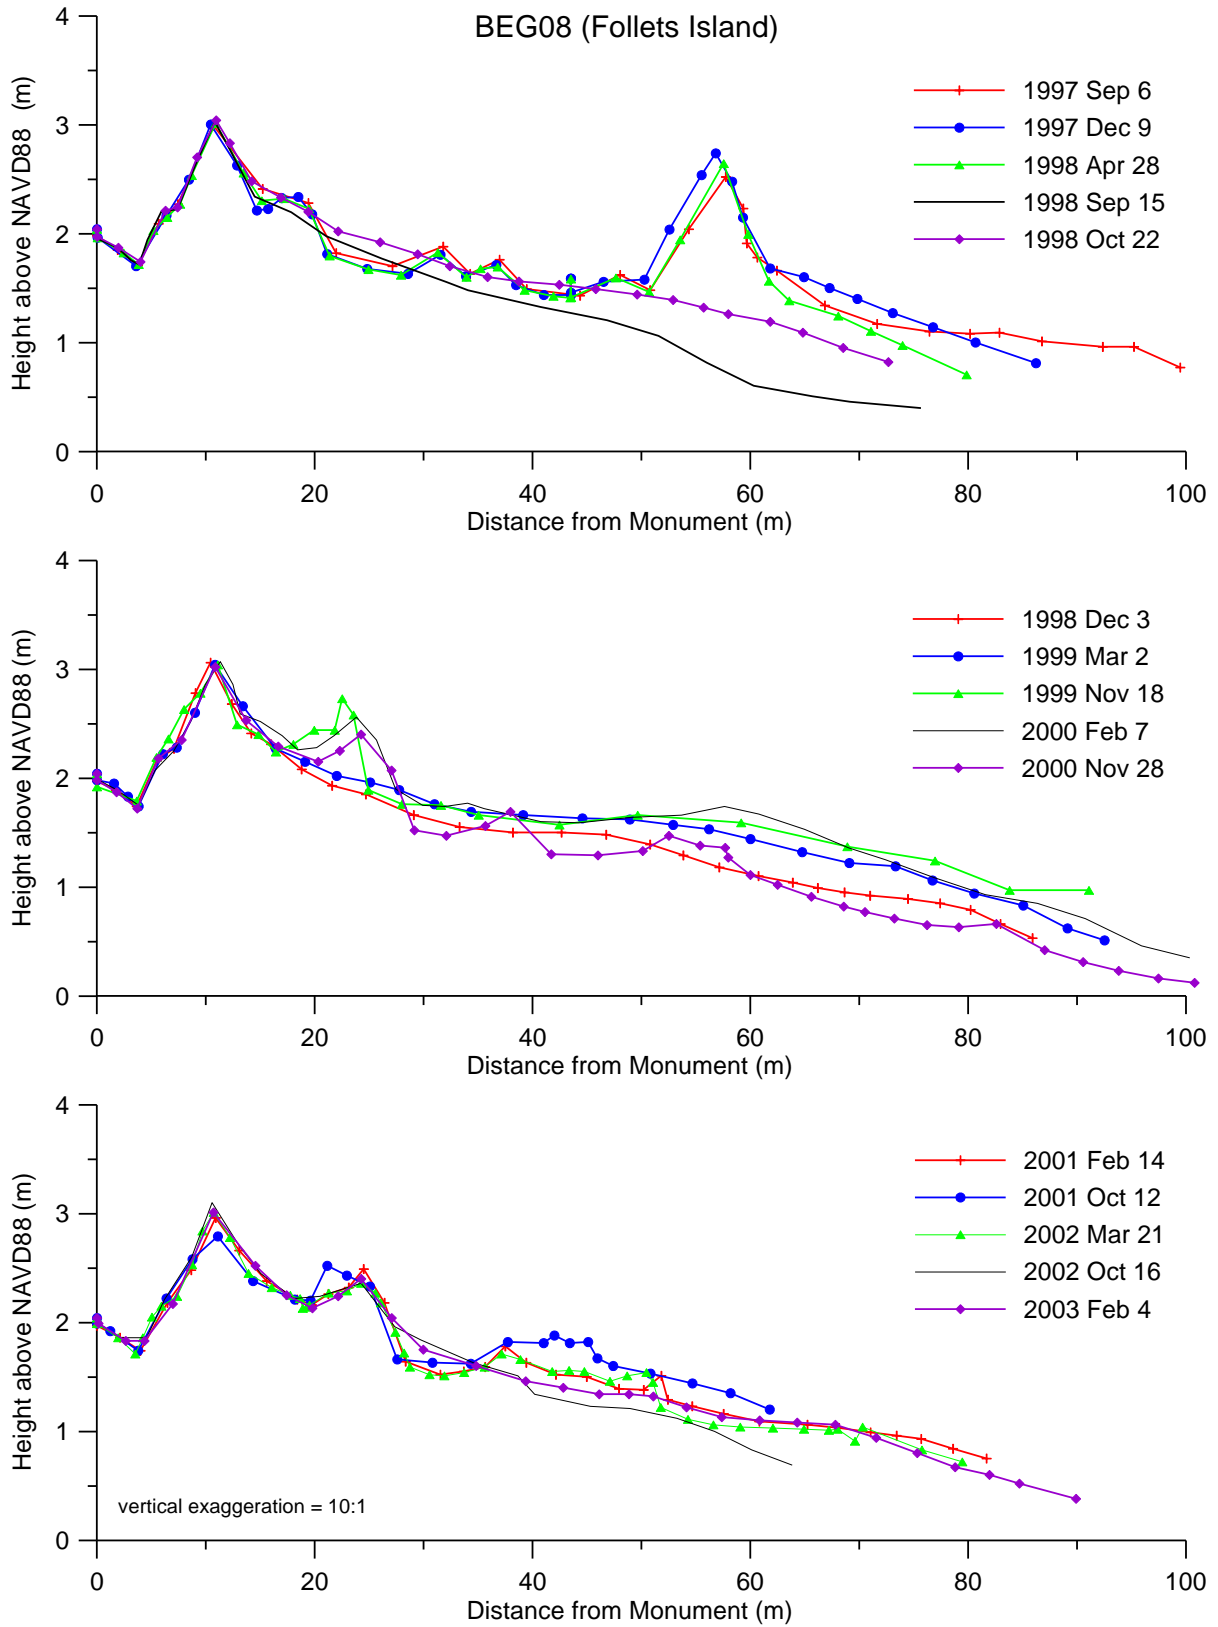 BEG08 (Follets Island)
4
3
2
1
0
Height above NAVD88 (m)
1997 Sep 6
1997 Dec 9
1998 Apr 28
1998 Sep 15
1998 Oct 22
0 20 40 60 80 100
Distance from Monument (m)
4
3
2
1
0
Height above NAVD88 (m)
1998 Dec 3
1999 Mar 2
1999 Nov 18
2000 Feb 7
2000 Nov 28
0 20 40 60 80 100
Distance from Monument (m)
4
3
2
1
0
Height above NAVD88 (m)
2001 Feb 14
2001 Oct 12
2002 Mar 21
2002 Oct 16
2003 Feb 4
vertical exaggeration = 10:1
0 20 40 60 80 100
Distance from Monument (m)